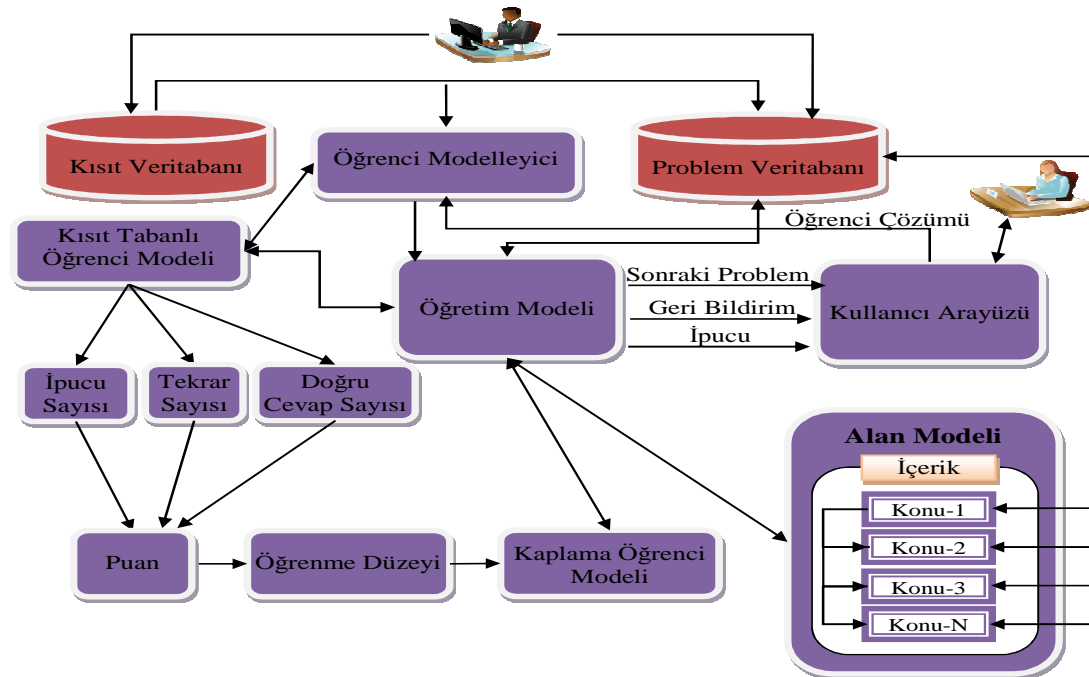 Kısıt Veritabanı
Öğrenci Modelleyici
Problem Veritabanı
Öğrenci Çözümü
Kısıt Tabanlı
Öğrenci Modeli
Öğretim Modeli
Sonraki Problem
Geri Bildirim
İpucu
Kullanıcı Arayüzü
İpucu
Sayısı
Tekrar
Sayısı
Doğru
Cevap Sayısı
Alan Modeli
İçerik
Konu-1
Konu-2
Konu-3
Konu-N
Puan
Öğrenme Düzeyi
Kaplama Öğrenci
Modeli